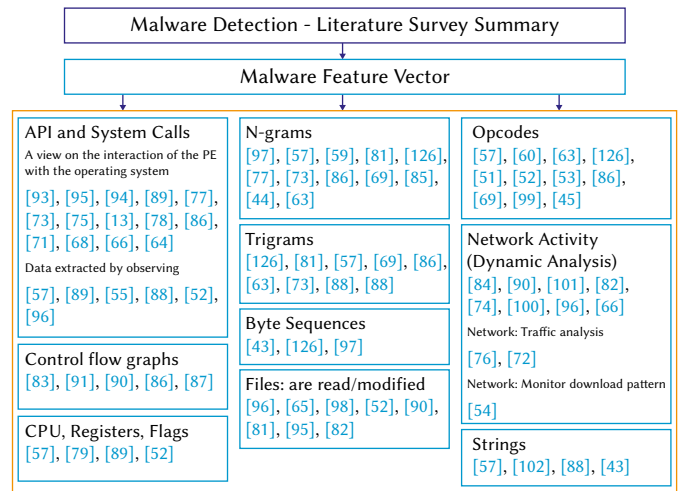 Malware Detection - Literature Survey Summary
Malware Feature Vector
API and System Calls
A view on the interaction of the PE
with the operating system
[93], [95], [94], [89], [77],
[73], [75], [13], [78], [86],
[71], [68], [66], [64]
Data extracted by observing
[57], [89], [55], [88], [52],
[96]
Control flow graphs
[83], [91], [90], [86], [87]
CPU, Registers, Flags
[57], [79], [89], [52]
N-grams
[97], [57], [59], [81], [126],
[77], [73], [86], [69], [85],
[44], [63]
Trigrams
[126], [81], [57], [69], [86],
[63], [73], [88], [88]
Byte Sequences
[43], [126], [97]
Files: are read/modified
[96], [65], [98], [52], [90],
[81], [95], [82]
Opcodes
[57], [60], [63], [126],
[51], [52], [53], [86],
[69], [99], [45]
Network Activity
(Dynamic Analysis)
[84], [90], [101], [82],
[74], [100], [96], [66]
Network: Traffic analysis
[76], [72]
Network: Monitor download pattern
[54]
Strings
[57], [102], [88], [43]